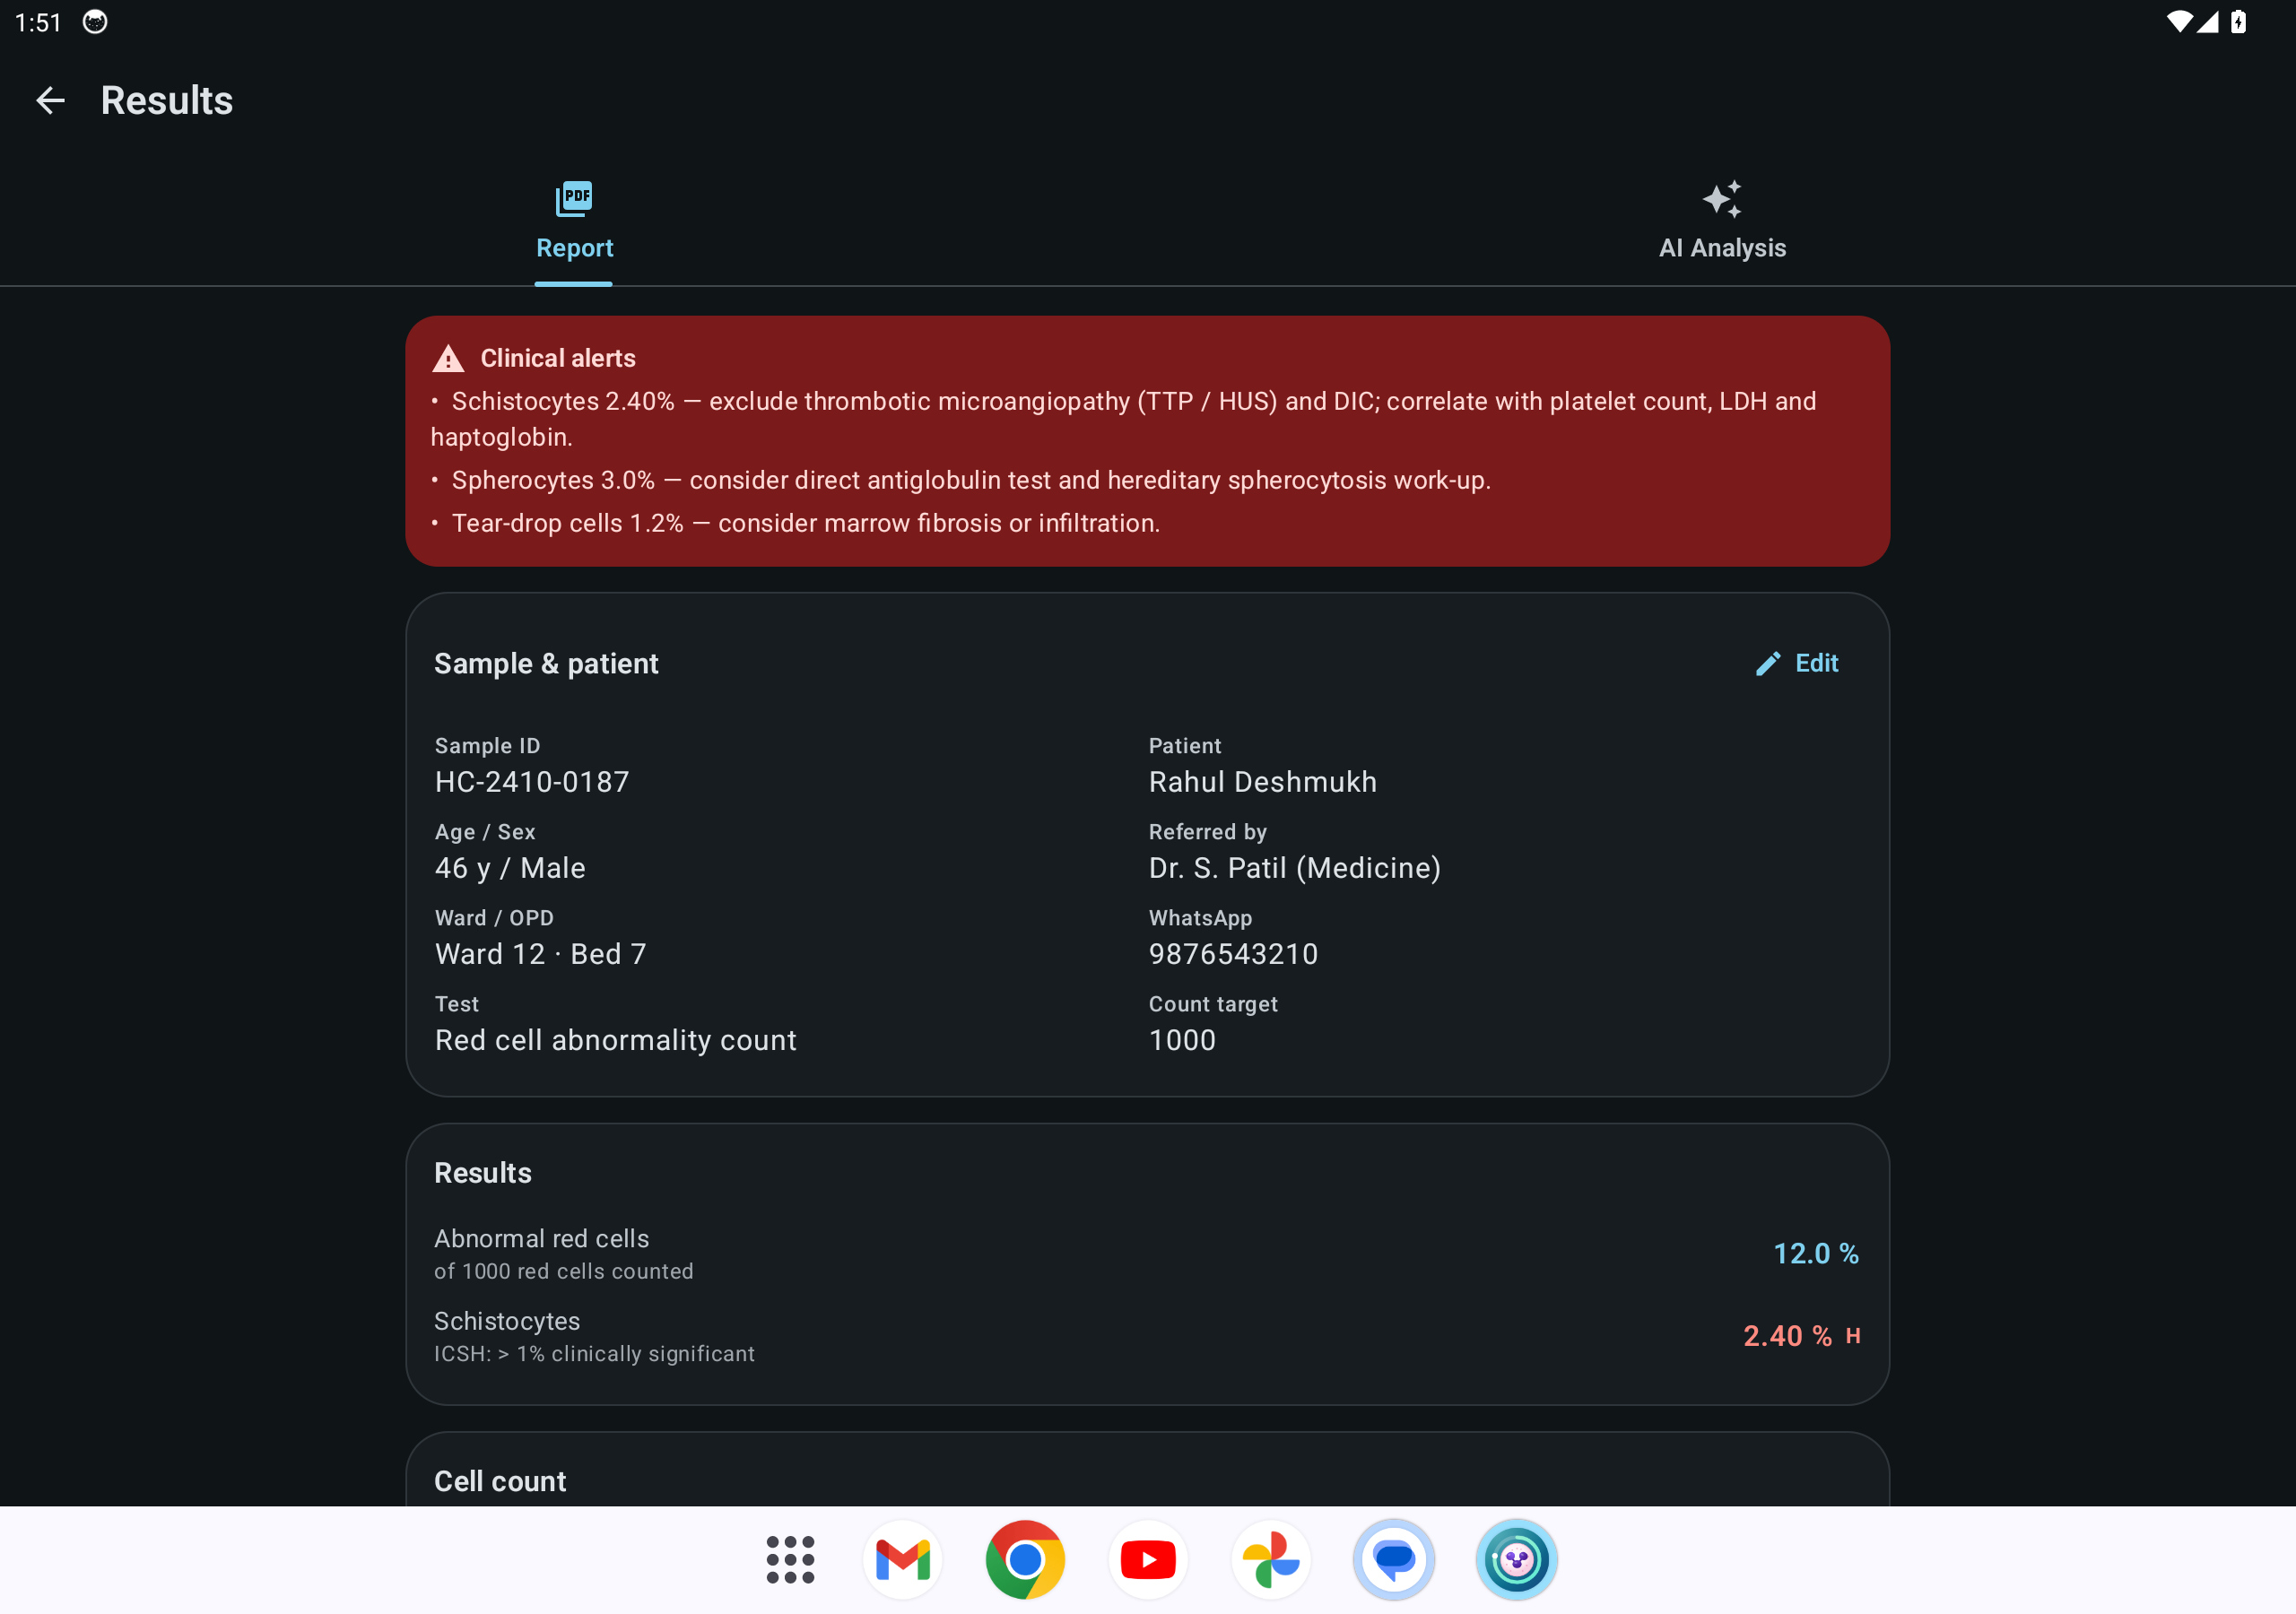 1:51
Results
PDF
Report
AI Analysis
Clinical alerts
• Schistocytes 2.40% — exclude thrombotic microangiopathy (TTP / HUS) and DIC; correlate with platelet count, LDH and
haptoglobin.
• Spherocytes 3.0% — consider direct antiglobulin test and hereditary spherocytosis work-up.
• Tear-drop cells 1.2% — consider marrow fibrosis or infiltration.
Sample & patient
Edit
Sample ID
HC-2410-0187
Patient
Rahul Deshmukh
Age / Sex
46 y / Male
Referred by
Dr. S. Patil (Medicine)
Ward / OPD
Ward 12 · Bed 7
WhatsApp
9876543210
Test
Red cell abnormality count
Count target
1000
Results
Abnormal red cells
of 1000 red cells counted
12.0 %
Schistocytes
ICSH: > 1% clinically significant
2.40 % H
Cell count